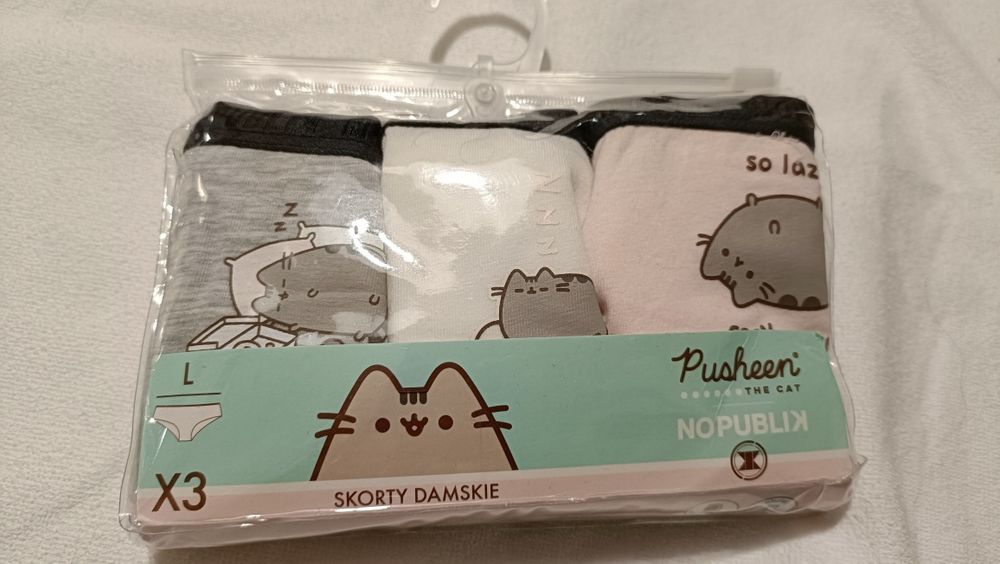 z
z
so laz
L
Pusheen
THE CAT
NOPUBLIK
X3
SKORTY DAMSKIE